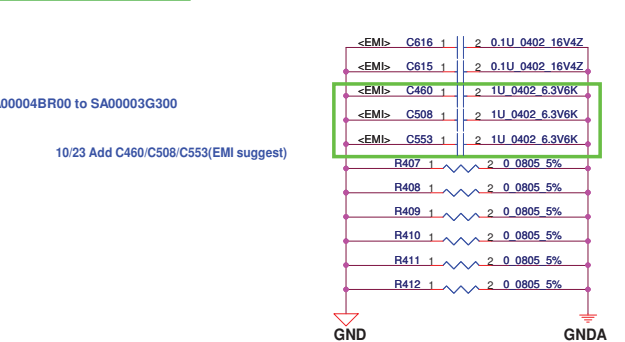 <EMI> C616 1 2 0.1U_0402_16V4Z
<EMI> C615 1 2 0.1U_0402_16V4Z
<EMI> C460 1 2 1U_0402_6.3V6K
A00004BR00 to SA00003G300
<EMI> C508 1 2 1U_0402_6.3V6K
<EMI> C553 1 2 1U_0402_6.3V6K
10/23 Add C460/C508/C553(EMI suggest)
R407 1 2 0_0805_5%
R408 1 2 0_0805_5%
R409 1 2 0_0805_5%
R410 1 2 0_0805_5%
R411 1 2 0_0805_5%
R412 1 2 0_0805_5%
GND GNDA